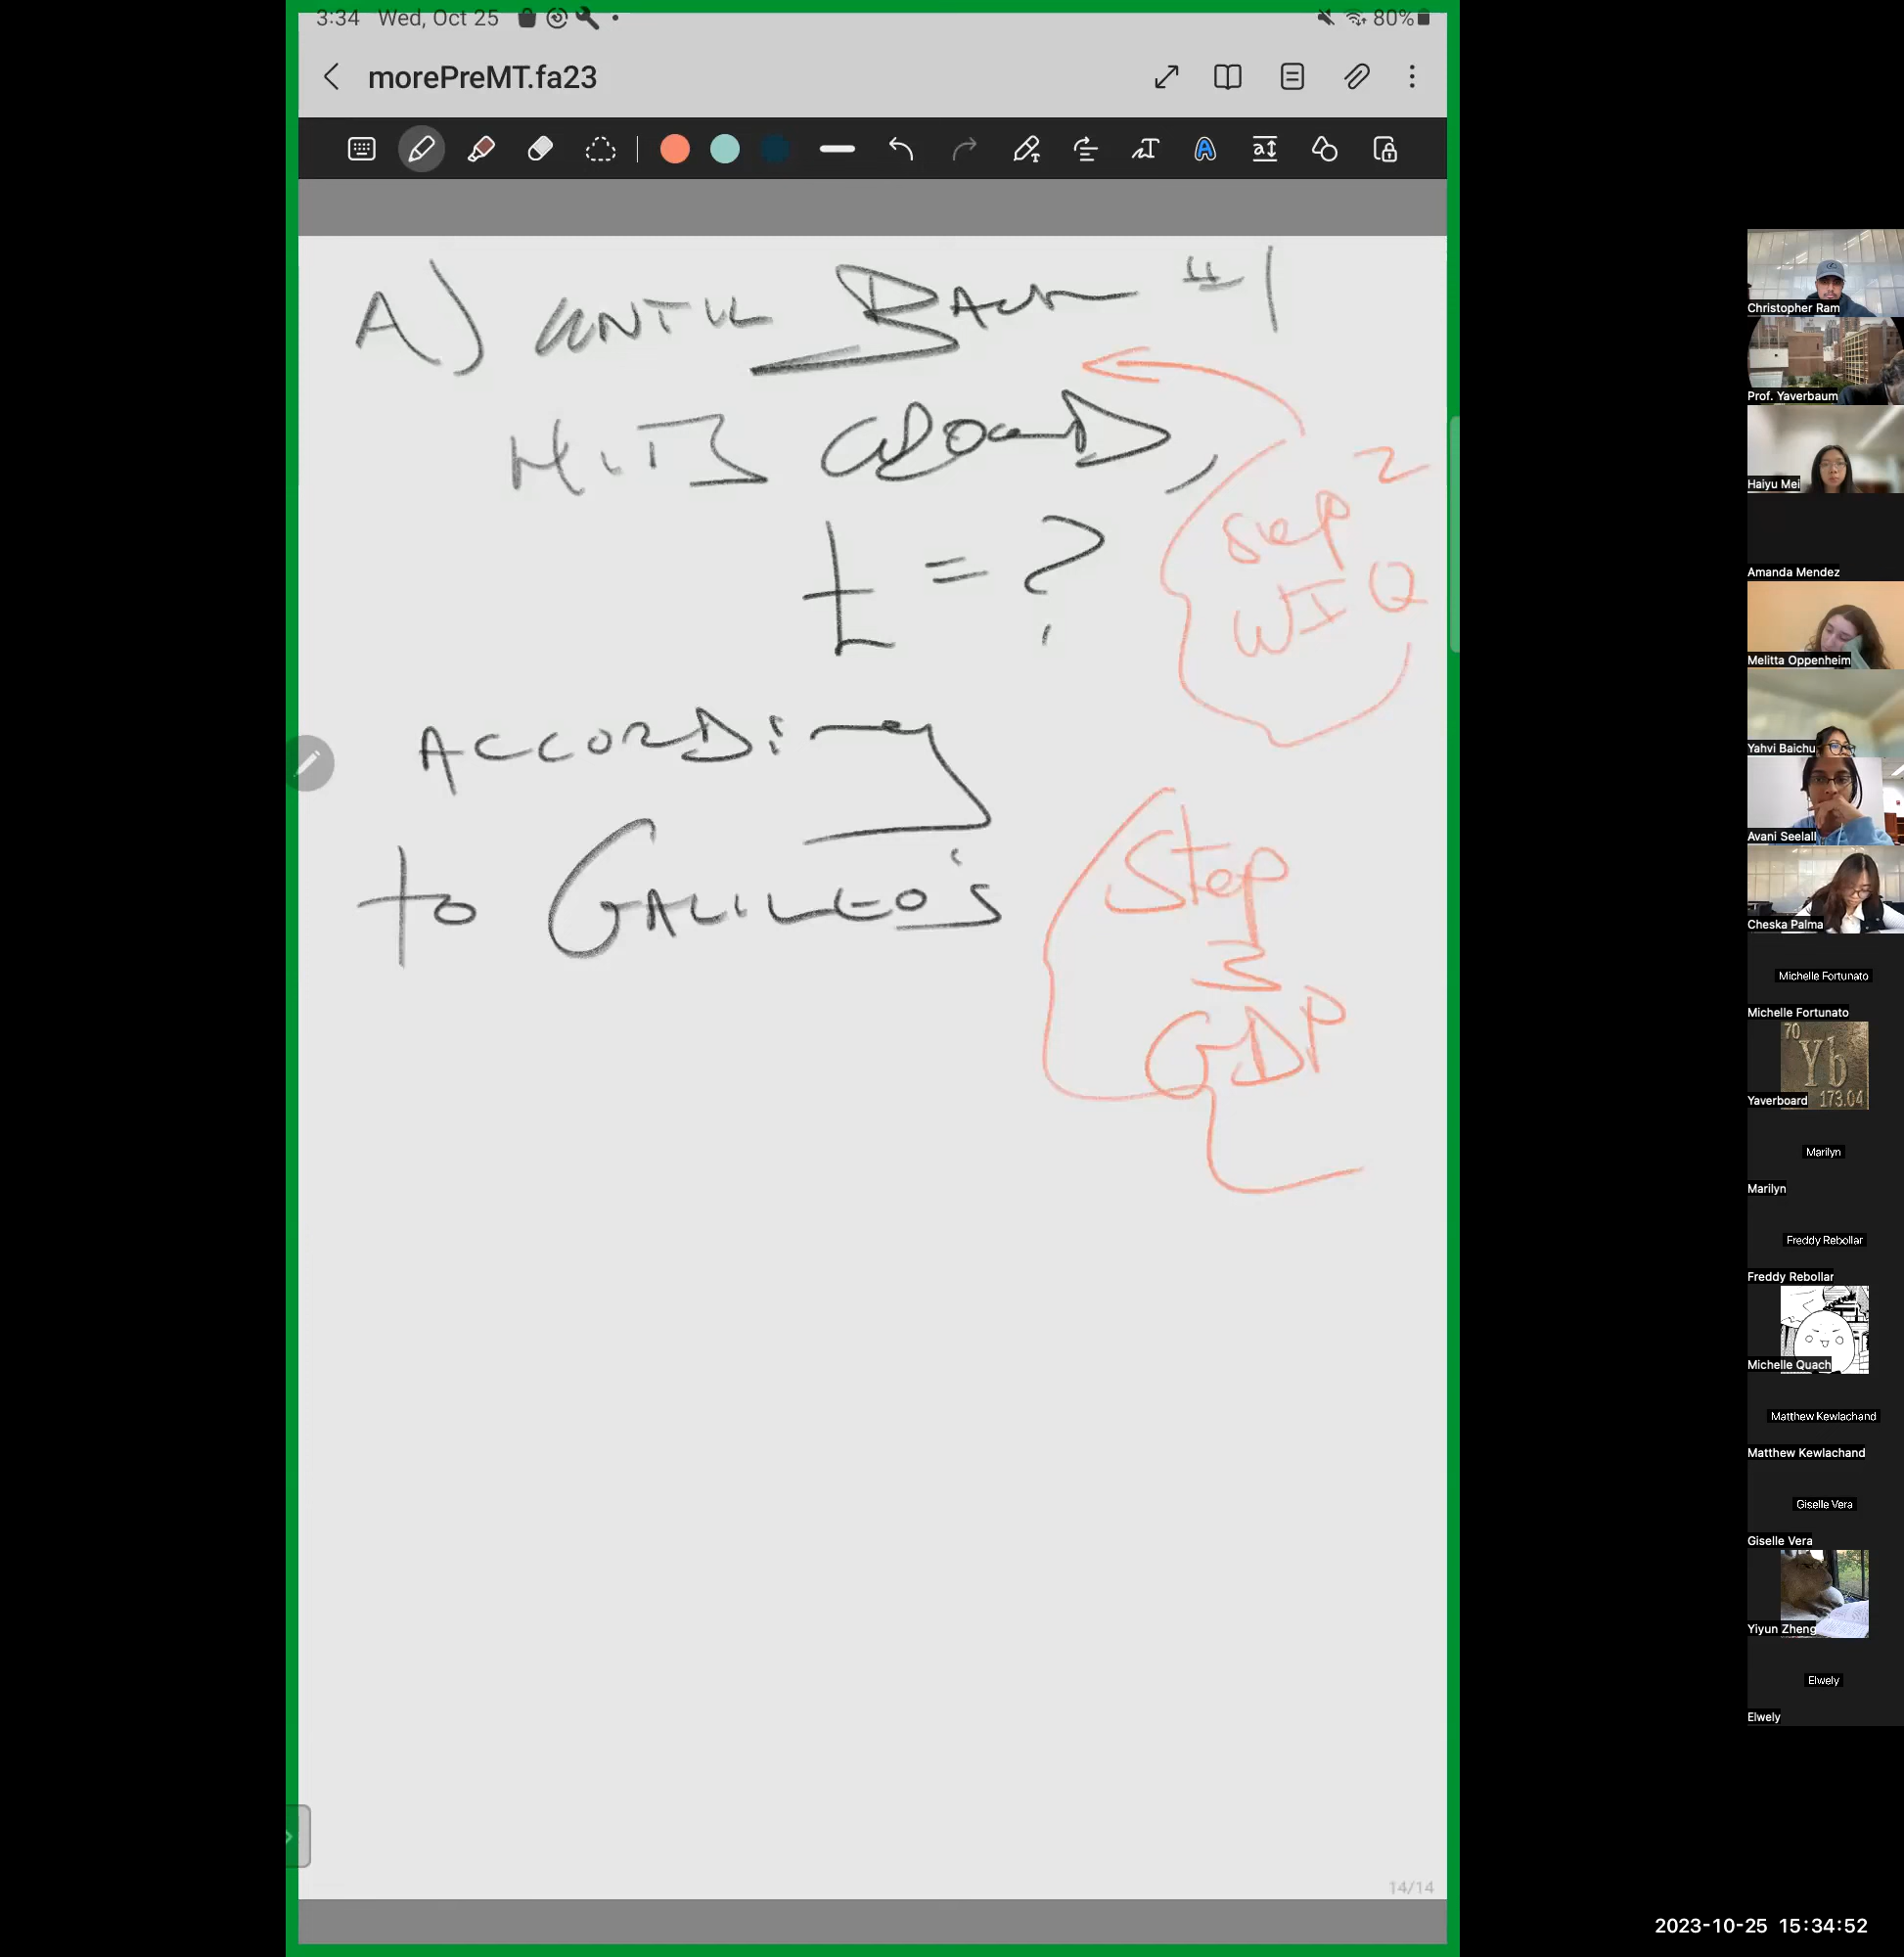 3:34 Wed, Oct 25
80%
morePreMT.fa23
A) UNTIL BALL #1
HITS GROUND,
t = ?
Step 2
WIQ
ACCORDING
to GALILEO'S
Step
3
GDP
14/14
Christopher Ram
Prof. Yaverbaum
Haiyu Mei
Amanda Mendez
Melitta Oppenheim
Yahvi Baichu
Avani Seelall
Cheska Palma
Michelle Fortunato
Michelle Fortunato
70
Yb
173.04
Yaverboard
Marilyn
Marilyn
Freddy Rebollar
Freddy Rebollar
Michelle Quach
Matthew Kewlachand
Matthew Kewlachand
Giselle Vera
Giselle Vera
Yiyun Zheng
Elwely
Elwely
2023-10-25 15:34:52